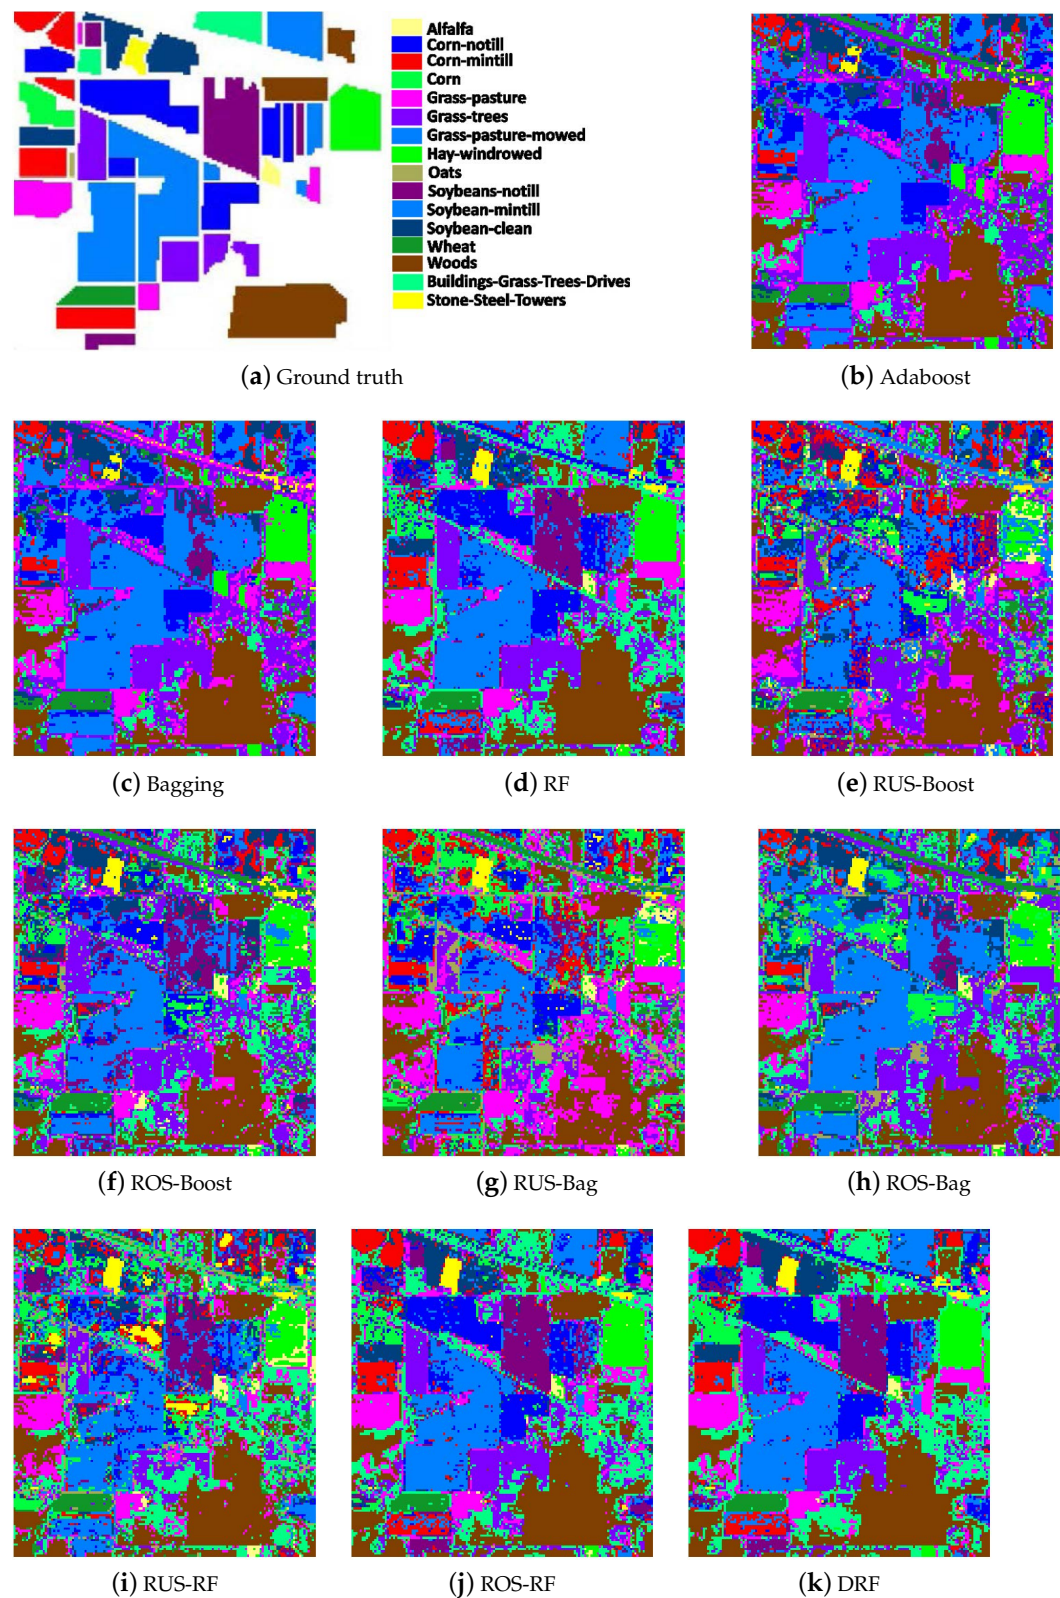 Alfalfa
Corn-notill
Corn-mintill
Corn
Grass-pasture
Grass-trees
Grass-pasture-mowed
Hay-windrowed
Oats
Soybeans-notill
Soybean-mintill
Soybean-clean
Wheat
Woods
Buildings-Grass-Trees-Drives
Stone-Steel-Towers
(a) Ground truth
(b) Adaboost
(c) Bagging
(d) RF
(e) RUS-Boost
(f) ROS-Boost
(g) RUS-Bag
(h) ROS-Bag
(i) RUS-RF
(j) ROS-RF
(k) DRF